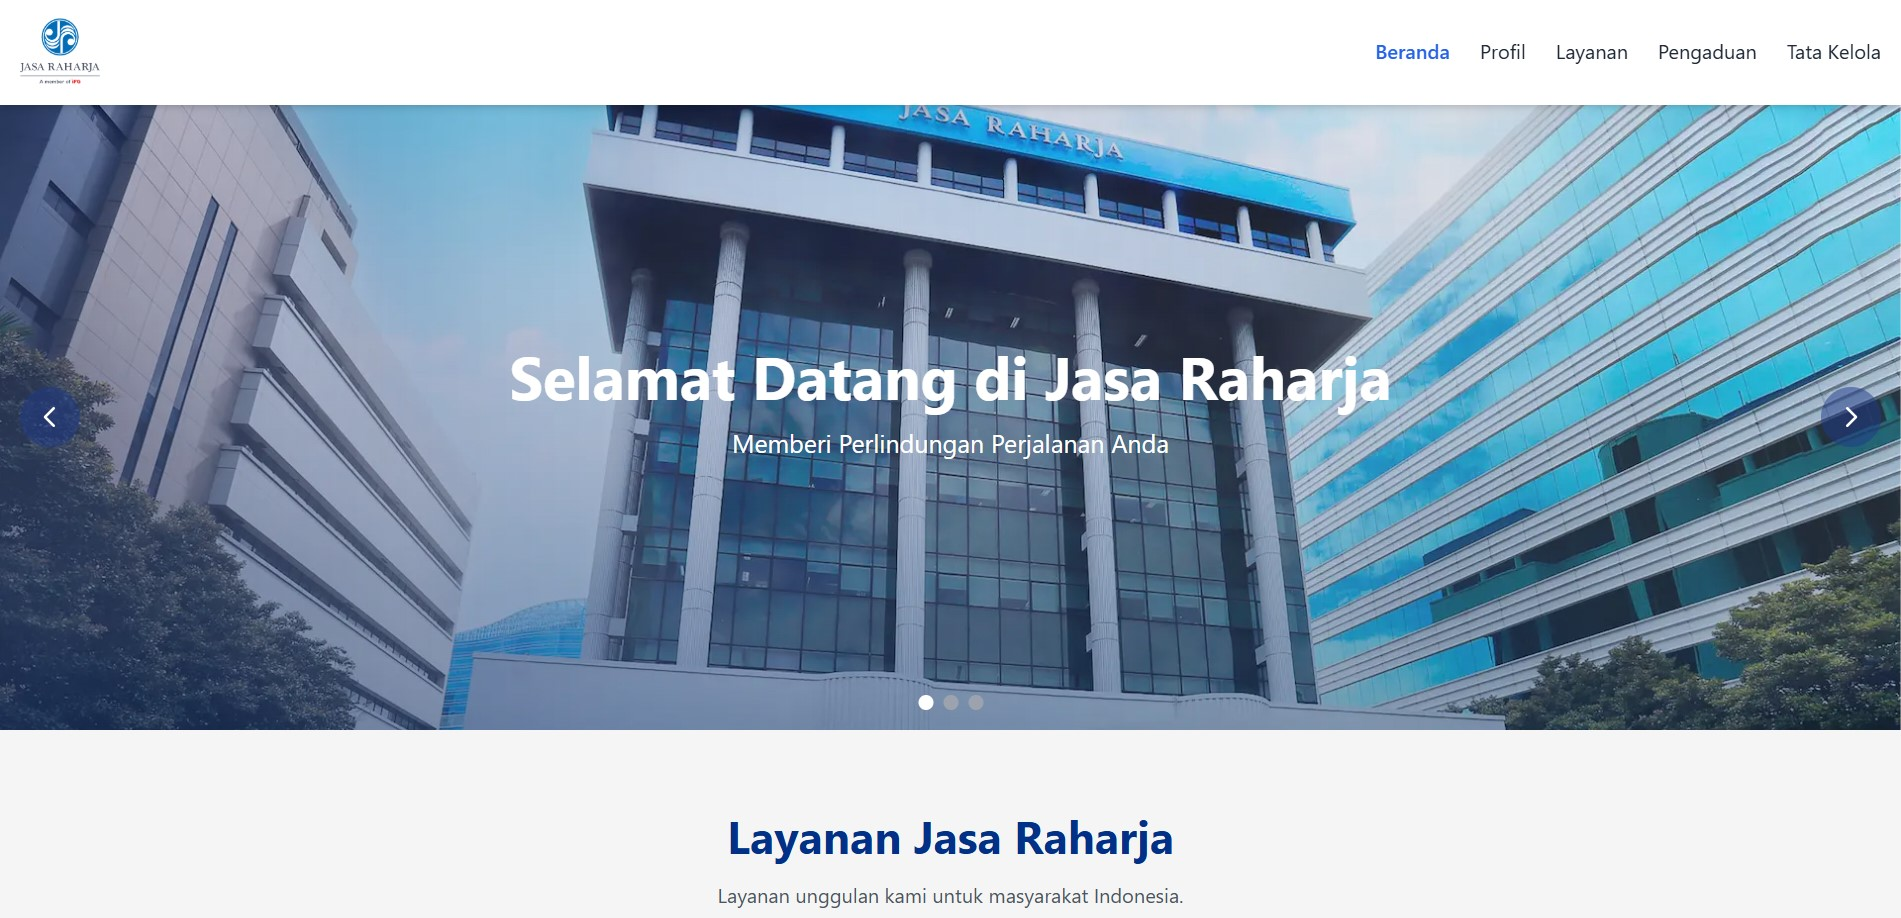 JASA RAHARJA
A member of IFG
Beranda Profil Layanan Pengaduan Tata Kelola
JASA RAHARJA
Selamat Datang di Jasa Raharja
Memberi Perlindungan Perjalanan Anda
Layanan Jasa Raharja
Layanan unggulan kami untuk masyarakat Indonesia.